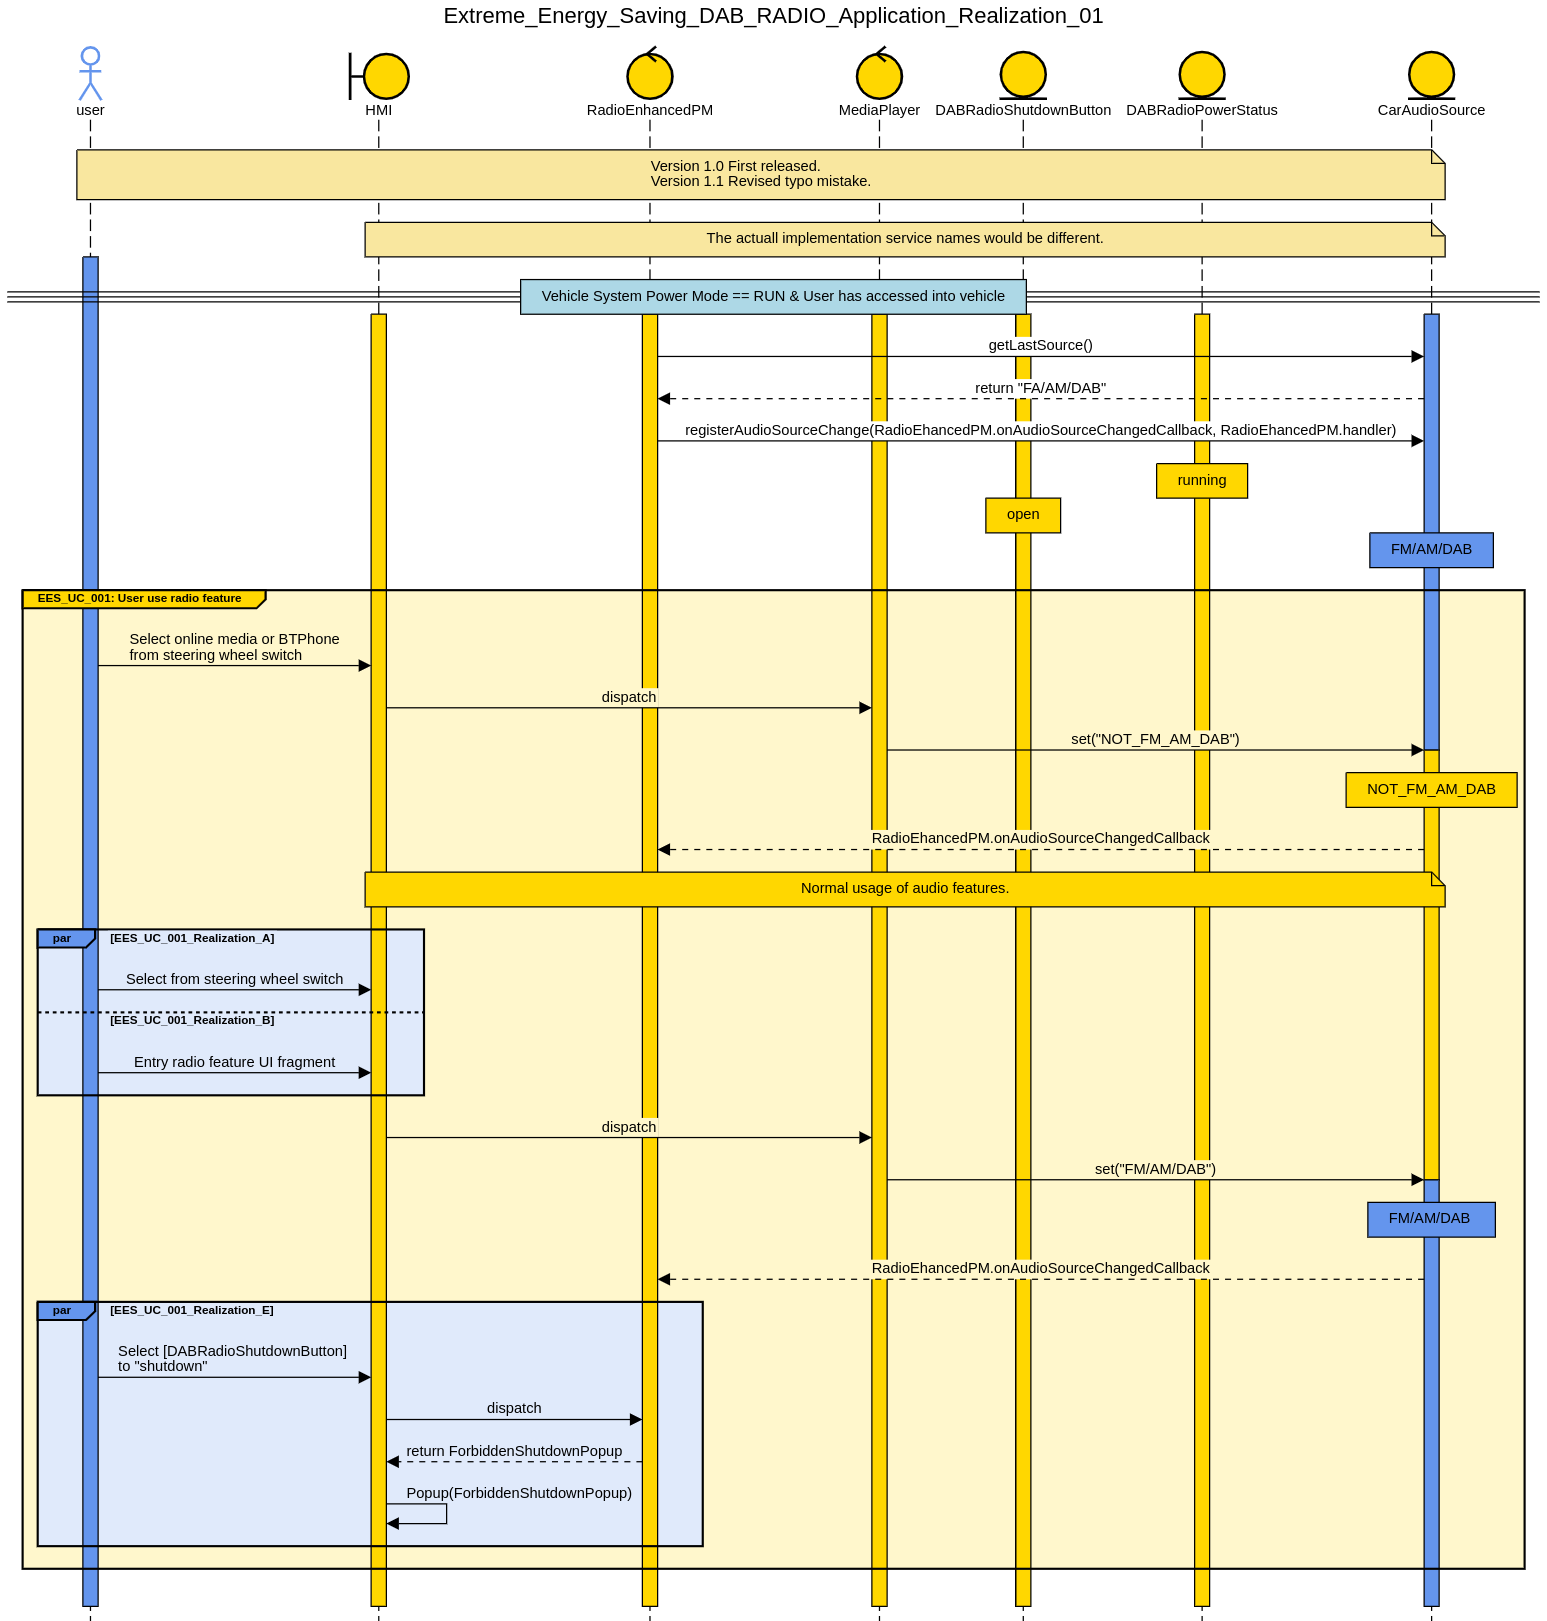 Extreme_Energy_Saving_DAB_RADIO_Application_Realization_01
user
HMI
RadioEnhancedPM
MediaPlayer
DABRadioShutdownButton
DABRadioPowerStatus
CarAudioSource
Version 1.0 First released.
Version 1.1 Revised typo mistake.
The actuall implementation service names would be different.
Vehicle System Power Mode == RUN & User has accessed into vehicle
getLastSource()
return "FA/AM/DAB"
registerAudioSourceChange(RadioEhancedPM.onAudioSourceChangedCallback, RadioEhancedPM.handler)
running
open
FM/AM/DAB
EES_UC_001: User use radio feature
Select online media or BTPhone
from steering wheel switch
dispatch
set("NOT_FM_AM_DAB")
NOT_FM_AM_DAB
RadioEhancedPM.onAudioSourceChangedCallback
Normal usage of audio features.
par
[EES_UC_001_Realization_A]
Select from steering wheel switch
[EES_UC_001_Realization_B]
Entry radio feature UI fragment
dispatch
set("FM/AM/DAB")
FM/AM/DAB
RadioEhancedPM.onAudioSourceChangedCallback
par
[EES_UC_001_Realization_E]
Select [DABRadioShutdownButton]
to "shutdown"
dispatch
return ForbiddenShutdownPopup
Popup(ForbiddenShutdownPopup)